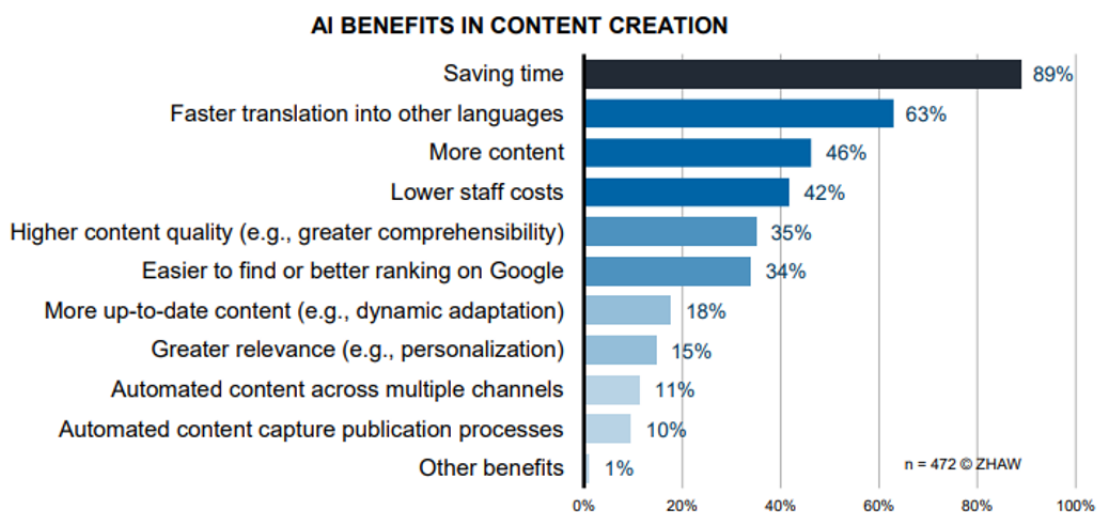 AI BENEFITS IN CONTENT CREATION
Saving time 89%
Faster translation into other languages 63%
More content 46%
Lower staff costs 42%
Higher content quality (e.g., greater comprehensibility) 35%
Easier to find or better ranking on Google 34%
More up-to-date content (e.g., dynamic adaptation) 18%
Greater relevance (e.g., personalization) 15%
Automated content across multiple channels 11%
Automated content capture publication processes 10%
Other benefits 1%
n = 472 © ZHAW
0% 20% 40% 60% 80% 100%